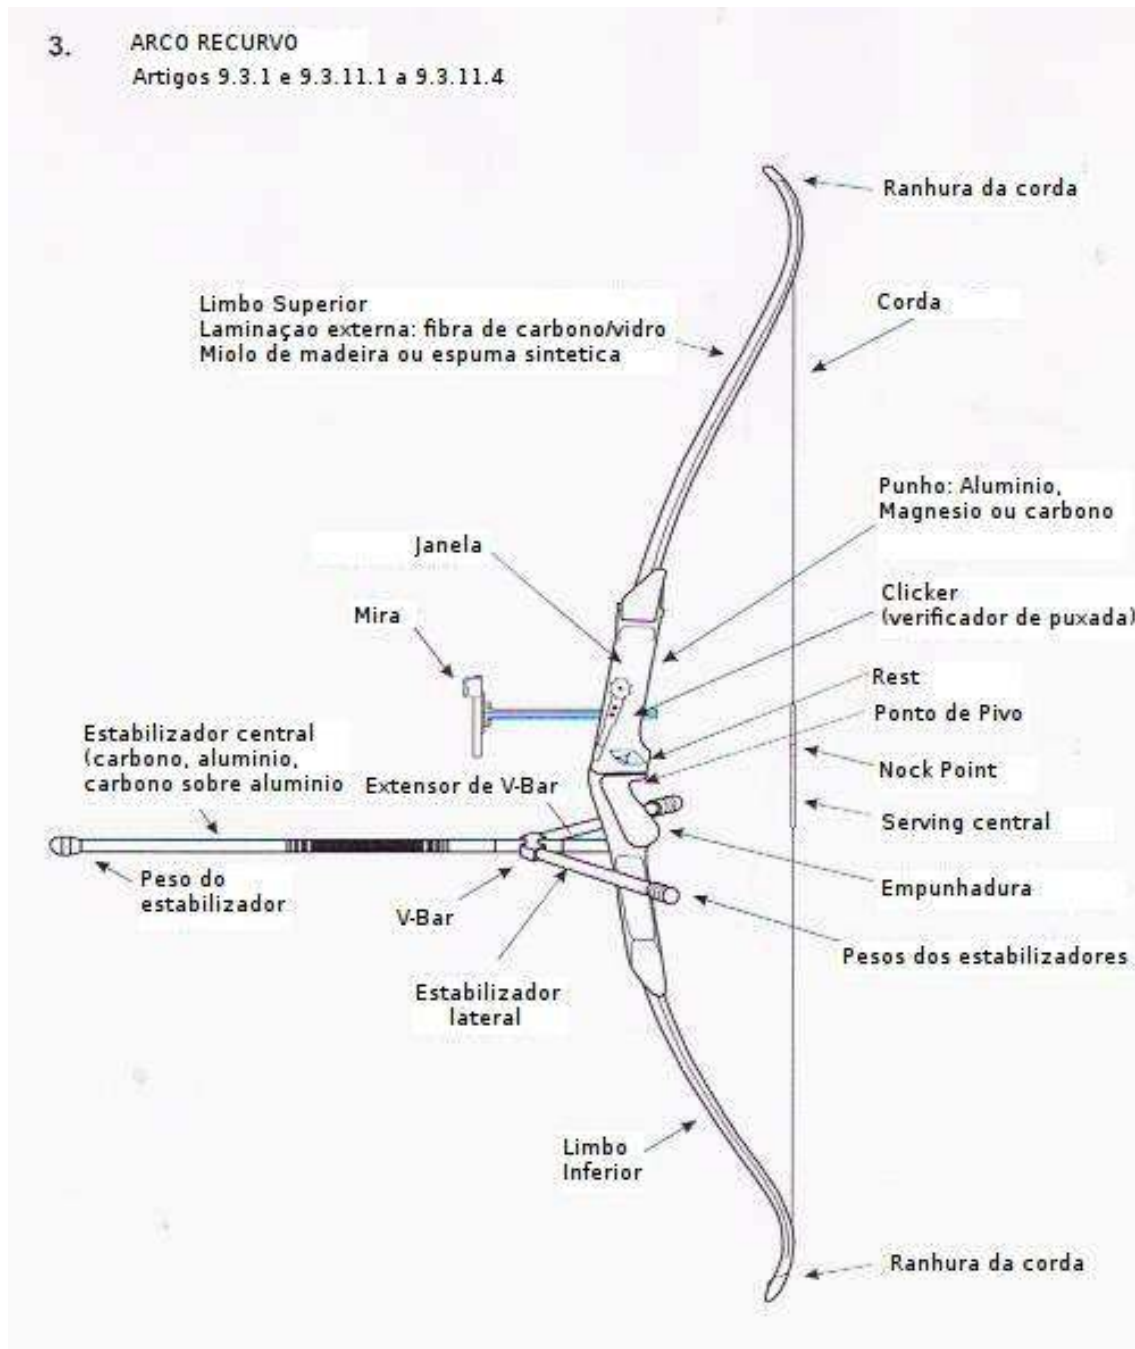 3.
ARCO RECURVO
Artigos 9.3.1 e 9.3.11.1 a 9.3.11.4
Ranhura da corda
Limbo Superior
Laminaçao externa: fibra de carbono/vidro
Miolo de madeira ou espuma sintetica
Corda
Punho: Aluminio,
Magnesio ou carbono
Janela
Clicker
(verificador de puxada)
Mira
Rest
Ponto de Pivo
Estabilizador central
(carbono, aluminio,
carbono sobre aluminio
Extensor de V-Bar
Nock Point
Serving central
Peso do
estabilizador
Empunhadura
V-Bar
Pesos dos estabilizadores
Estabilizador
lateral
Limbo
Inferior
Ranhura da corda